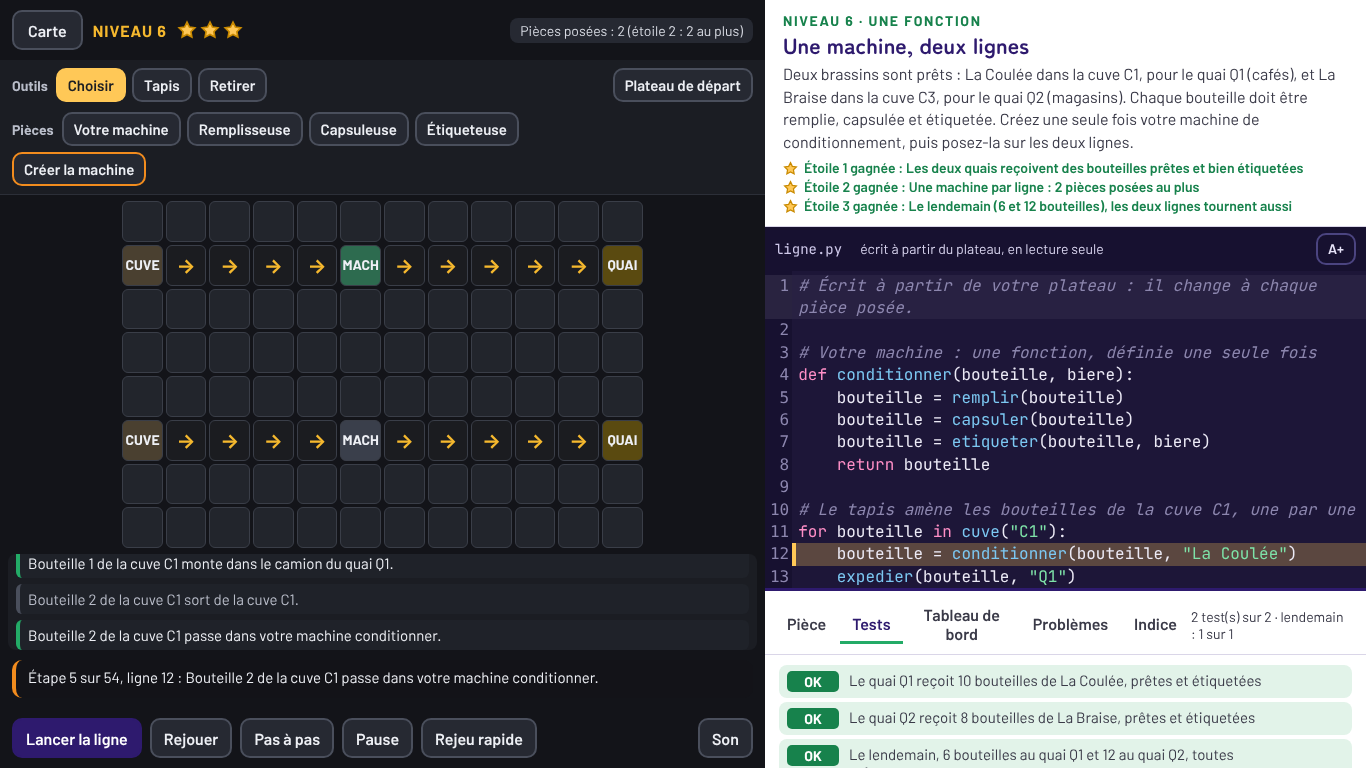 Carte
NIVEAU 6
Pièces posées : 2 (étoile 2 : 2 au plus)
Outils
Choisir
Tapis
Retirer
Plateau de départ
Pièces
Votre machine
Remplisseuse
Capsuleuse
Étiqueteuse
Créer la machine
CUVE → → → → MACH → → → → → QUAI
CUVE → → → → MACH → → → → → QUAI
Bouteille 1 de la cuve C1 monte dans le camion du quai Q1.
Bouteille 2 de la cuve C1 sort de la cuve C1.
Bouteille 2 de la cuve C1 passe dans votre machine conditionner.
Étape 5 sur 54, ligne 12 : Bouteille 2 de la cuve C1 passe dans votre machine conditionner.
Lancer la ligne
Rejouer
Pas à pas
Pause
Rejeu rapide
Son
NIVEAU 6 · UNE FONCTION
Une machine, deux lignes
Deux brassins sont prêts : La Coulée dans la cuve C1, pour le quai Q1 (cafés), et La
Braise dans la cuve C3, pour le quai Q2 (magasins). Chaque bouteille doit être
remplie, capsulée et étiquetée. Créez une seule fois votre machine de
conditionnement, puis posez-la sur les deux lignes.
Étoile 1 gagnée : Les deux quais reçoivent des bouteilles prêtes et bien étiquetées
Étoile 2 gagnée : Une machine par ligne : 2 pièces posées au plus
Étoile 3 gagnée : Le lendemain (6 et 12 bouteilles), les deux lignes tournent aussi
ligne.py
écrit à partir du plateau, en lecture seule
A+
1 # Écrit à partir de votre plateau : il change à chaque
pièce posée.
2
3 # Votre machine : une fonction, définie une seule fois
4 def conditionner(bouteille, biere):
5     bouteille = remplir(bouteille)
6     bouteille = capsuler(bouteille)
7     bouteille = etiqueter(bouteille, biere)
8     return bouteille
9
10 # Le tapis amène les bouteilles de la cuve C1, une par une
11 for bouteille in cuve("C1"):
12     bouteille = conditionner(bouteille, "La Coulée")
13     expedier(bouteille, "Q1")
Pièce
Tests
Tableau de
bord
Problèmes
Indice
2 test(s) sur 2 · lendemain
: 1 sur 1
OK Le quai Q1 reçoit 10 bouteilles de La Coulée, prêtes et étiquetées
OK Le quai Q2 reçoit 8 bouteilles de La Braise, prêtes et étiquetées
OK Le lendemain, 6 bouteilles au quai Q1 et 12 au quai Q2, toutes